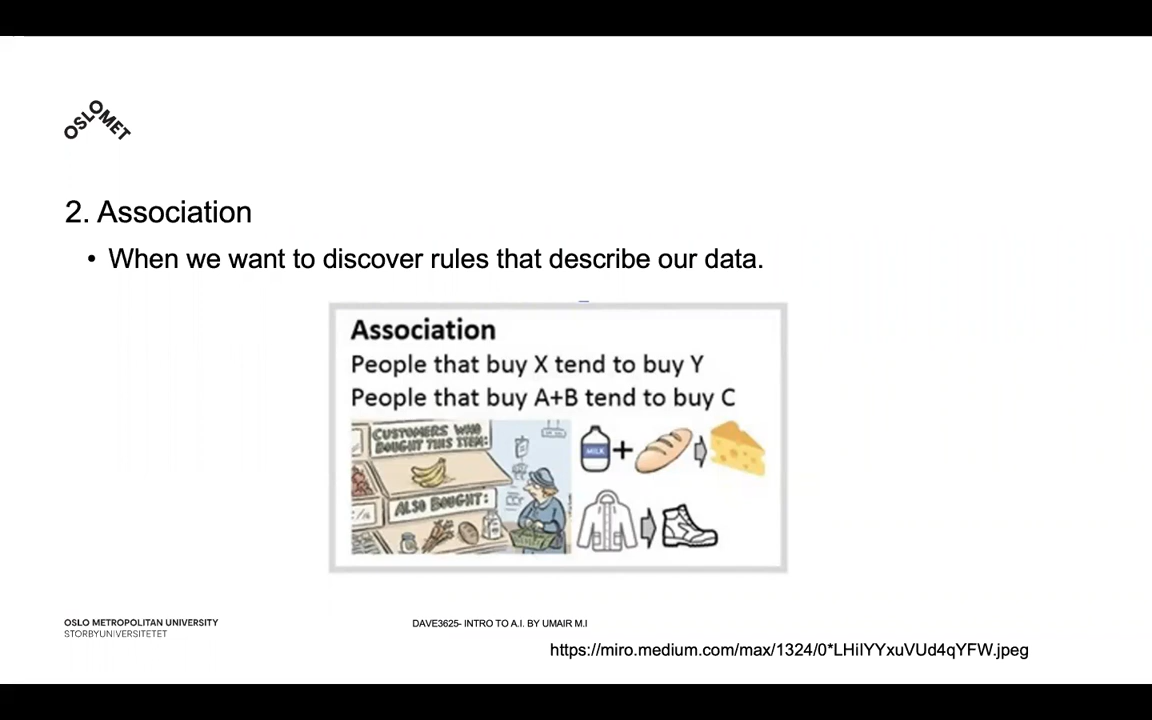 OSLOMET
2. Association
• When we want to discover rules that describe our data.
Association
People that buy X tend to buy Y
People that buy A+B tend to buy C
CUSTOMERS WHO
BOUGHT THIS ITEM:
ALSO BOUGHT:
MILK
OSLO METROPOLITAN UNIVERSITY
STORBYUNIVERSITETET
DAVE3625- INTRO TO A.I. BY UMAIR M.I
https://miro.medium.com/max/1324/0*LHilYYxuVUd4qYFW.jpeg